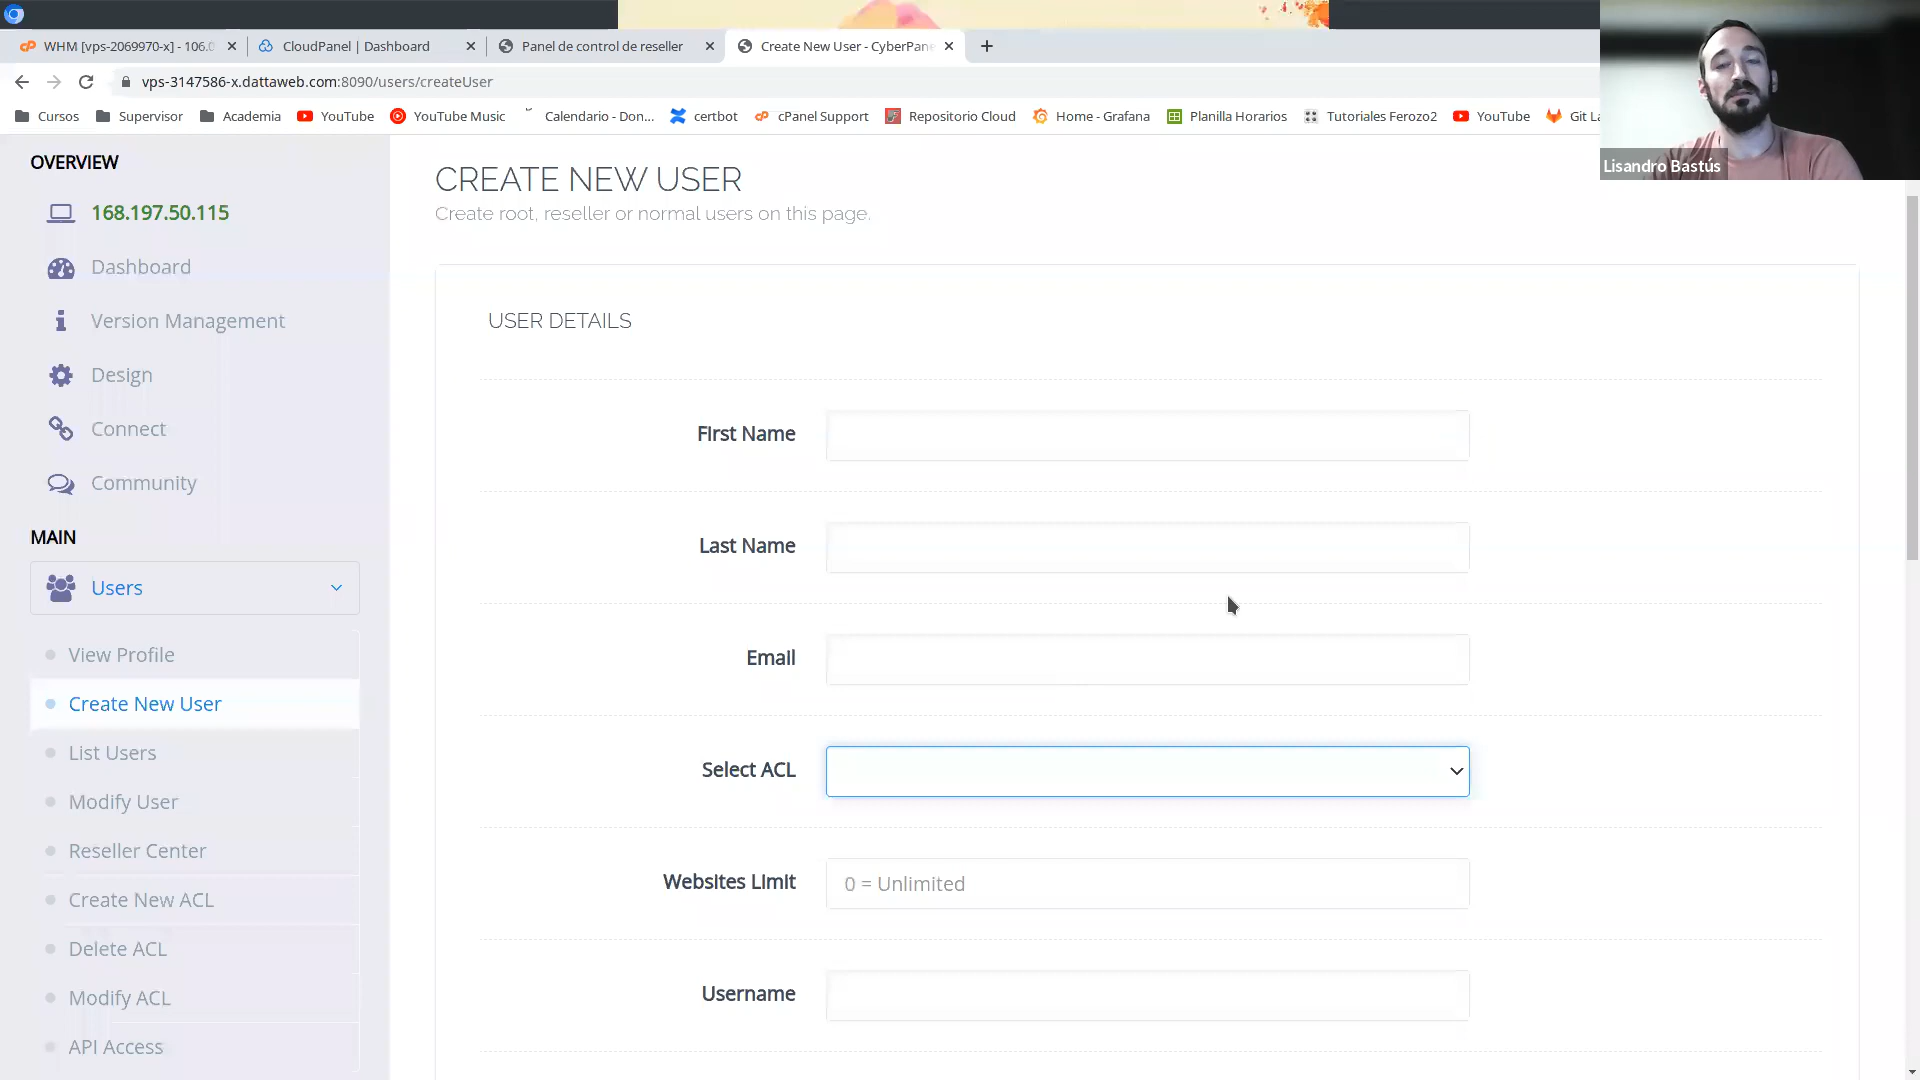 WHM [vps-2069970-x] - 106.0
CloudPanel | Dashboard
Panel de control de reseller
Create New User - CyberPane
vps-3147586-x.dattaweb.com:8090/users/createUser
Cursos
Supervisor
Academia
YouTube
YouTube Music
Calendario - Don...
certbot
cPanel Support
Repositorio Cloud
Home - Grafana
Planilla Horarios
Tutoriales Ferozo2
YouTube
Git La
Lisandro Bastús
OVERVIEW
168.197.50.115
Dashboard
Version Management
Design
Connect
Community
MAIN
Users
View Profile
Create New User
List Users
Modify User
Reseller Center
Create New ACL
Delete ACL
Modify ACL
API Access
CREATE NEW USER
Create root, reseller or normal users on this page.
USER DETAILS
First Name
Last Name
Email
Select ACL
Websites Limit
0 = Unlimited
Username